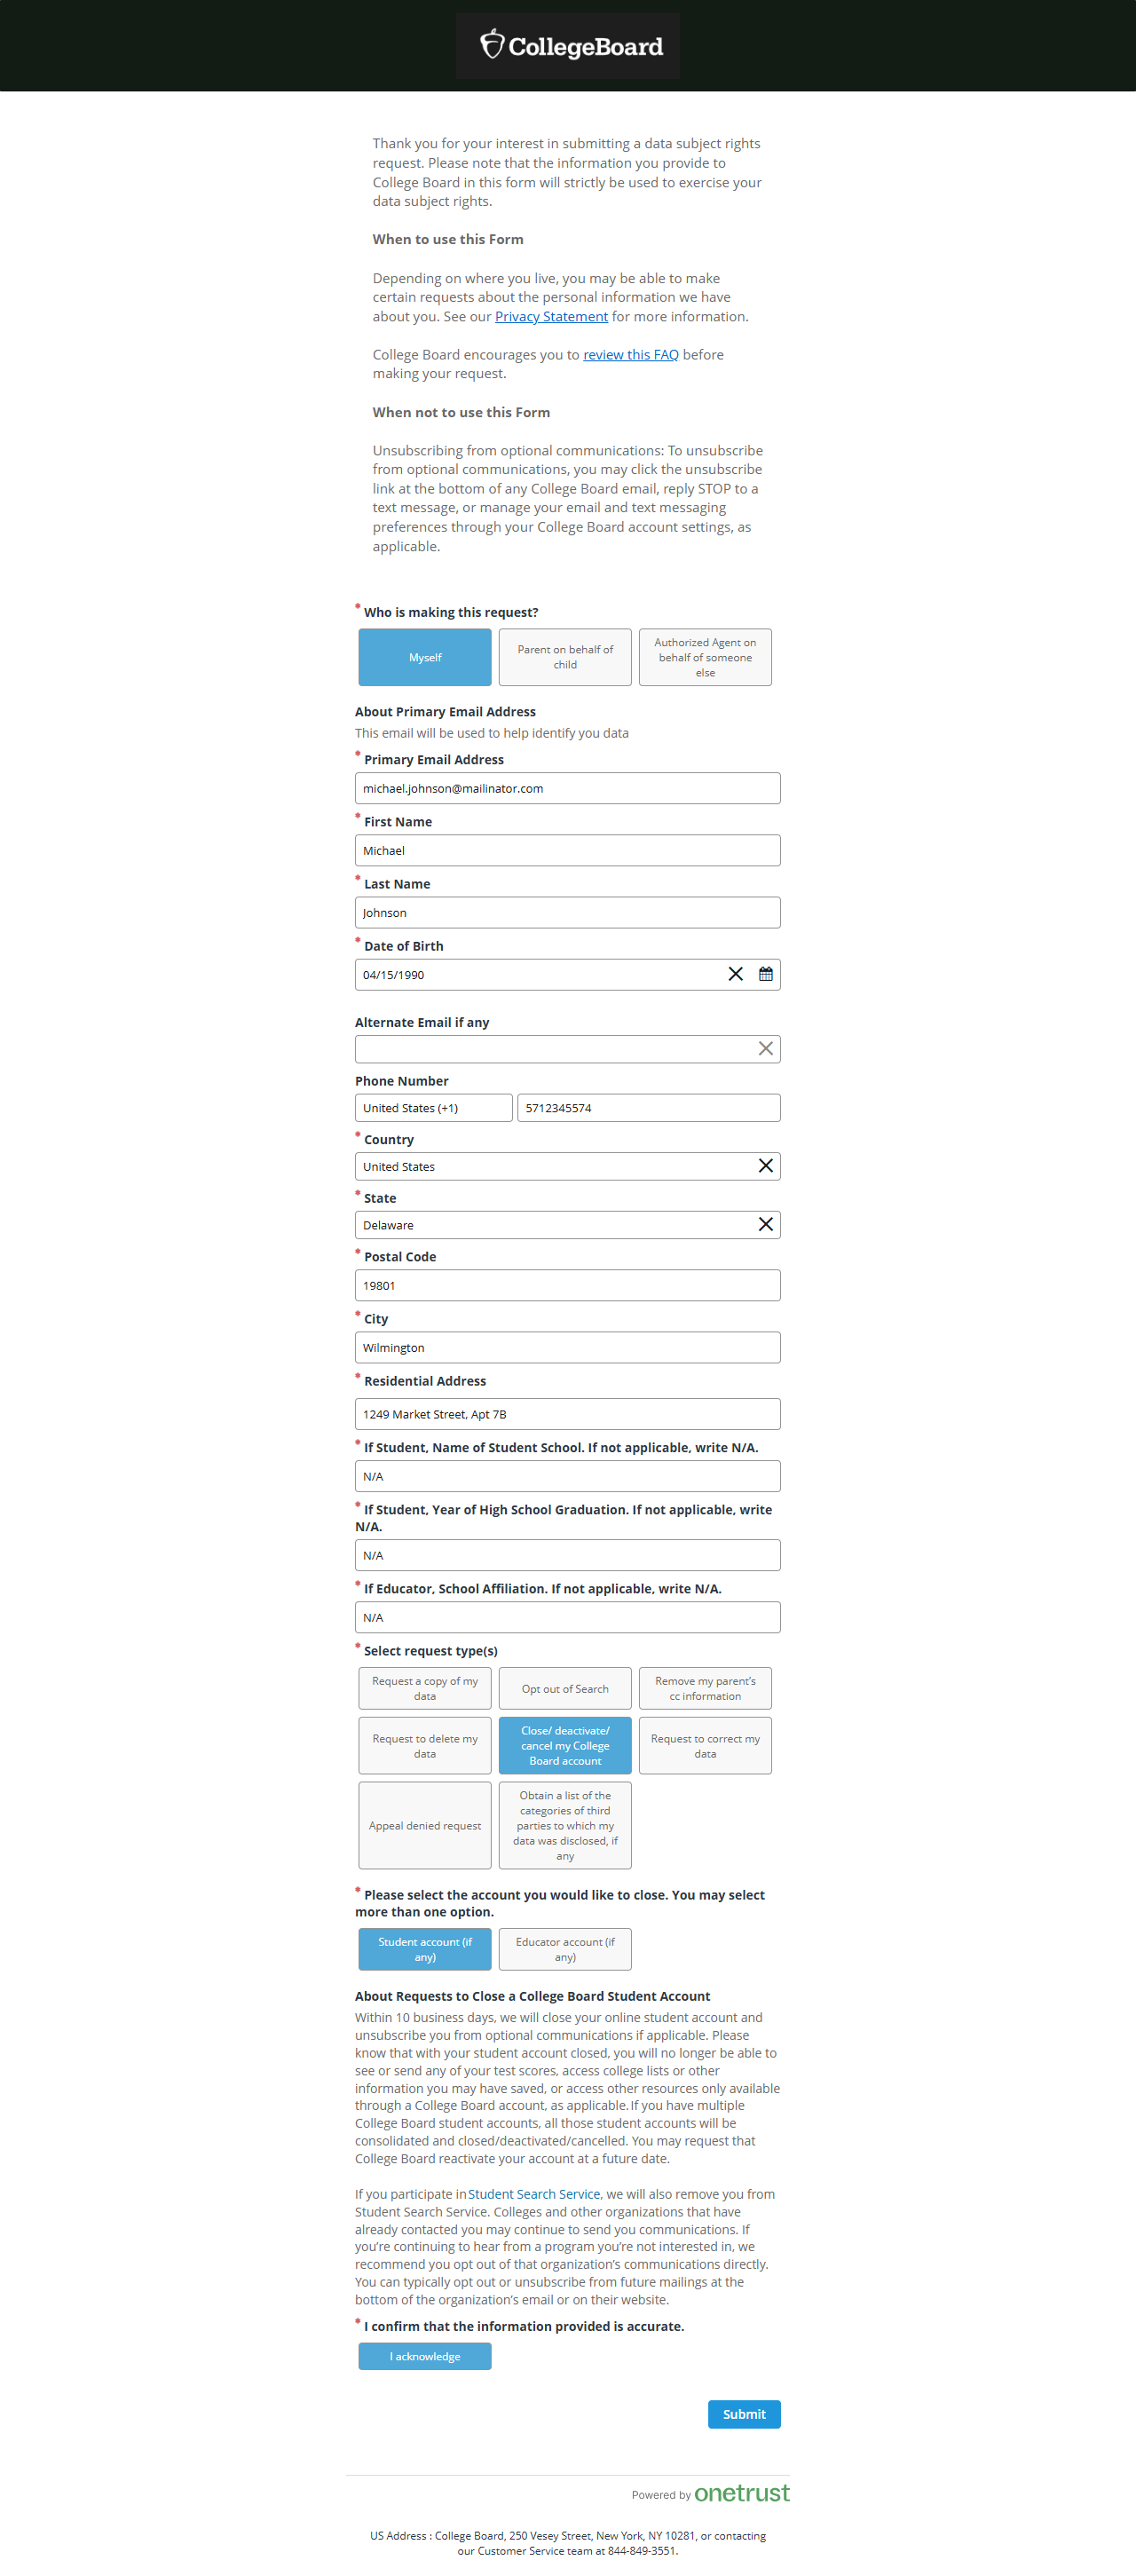 CollegeBoard
Thank you for your interest in submitting a data subject rights
request. Please note that the information you provide to
College Board in this form will strictly be used to exercise your
data subject rights.
When to use this Form
Depending on where you live, you may be able to make
certain requests about the personal information we have
about you. See our Privacy Statement for more information.
College Board encourages you to review this FAQ before
making your request.
When not to use this Form
Unsubscribing from optional communications: To unsubscribe
from optional communications, you may click the unsubscribe
link at the bottom of any College Board email, reply STOP to a
text message, or manage your email and text messaging
preferences through your College Board account settings, as
applicable.
* Who is making this request?
Myself
Parent on behalf of
child
Authorized Agent on
behalf of someone
else
About Primary Email Address
This email will be used to help identify you data
* Primary Email Address
michael.johnson@mailinator.com
* First Name
Michael
* Last Name
Johnson
* Date of Birth
04/15/1990
Alternate Email if any
Phone Number
United States (+1) 5712345574
* Country
United States
* State
Delaware
* Postal Code
19801
* City
Wilmington
* Residential Address
1249 Market Street, Apt 7B
* If Student, Name of Student School. If not applicable, write N/A.
N/A
* If Student, Year of High School Graduation. If not applicable, write
N/A.
N/A
* If Educator, School Affiliation. If not applicable, write N/A.
N/A
* Select request type(s)
Request a copy of my
data
Opt out of Search
Remove my parent's
cc information
Request to delete my
data
Close/ deactivate/
cancel my College
Board account
Request to correct my
data
Appeal denied request
Obtain a list of the
categories of third
parties to which my
data was disclosed, if
any
* Please select the account you would like to close. You may select
more than one option.
Student account (if
any)
Educator account (if
any)
About Requests to Close a College Board Student Account
Within 10 business days, we will close your online student account and
unsubscribe you from optional communications if applicable. Please
know that with your student account closed, you will no longer be able to
see or send any of your test scores, access college lists or other
information you may have saved, or access other resources only available
through a College Board account, as applicable. If you have multiple
College Board student accounts, all those student accounts will be
consolidated and closed/deactivated/cancelled. You may request that
College Board reactivate your account at a future date.
If you participate in Student Search Service, we will also remove you from
Student Search Service. Colleges and other organizations that have
already contacted you may continue to send you communications. If
you're continuing to hear from a program you're not interested in, we
recommend you opt out of that organization's communications directly.
You can typically opt out or unsubscribe from future mailings at the
bottom of the organization's email or on their website.
* I confirm that the information provided is accurate.
I acknowledge
Submit
Powered by onetrust
US Address : College Board, 250 Vesey Street, New York, NY 10281, or contacting
our Customer Service team at 844-849-3551.